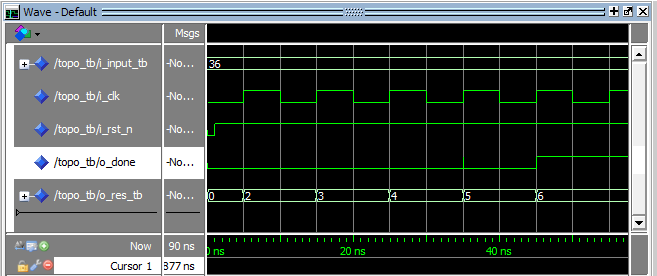 Wave - Default
Msgs
/topo_tb/i_input_tb -No... 36
/topo_tb/i_clk -No...
/topo_tb/i_rst_n -No...
/topo_tb/o_done -No...
/topo_tb/o_res_tb -No... 0 2 3 4 5 6
Now 90 ns 0 ns 20 ns 40 ns
Cursor 1 877 ns